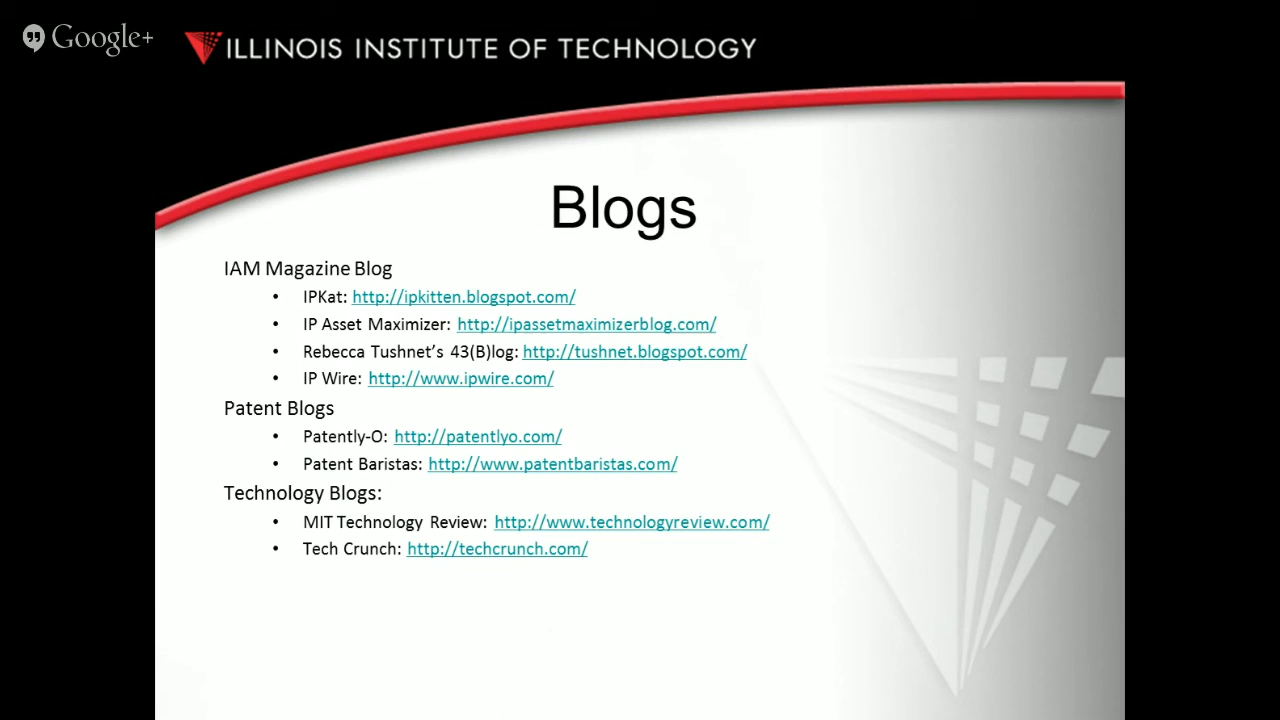 Google+
ILLINOIS INSTITUTE OF TECHNOLOGY
Blogs
IAM Magazine Blog
• IPKat: http://ipkitten.blogspot.com/
• IP Asset Maximizer: http://ipassetmaximizerblog.com/
• Rebecca Tushnet’s 43(B)log: http://tushnet.blogspot.com/
• IP Wire: http://www.ipwire.com/
Patent Blogs
• Patently-O: http://patentlyo.com/
• Patent Baristas: http://www.patentbaristas.com/
Technology Blogs:
• MIT Technology Review: http://www.technologyreview.com/
• Tech Crunch: http://techcrunch.com/